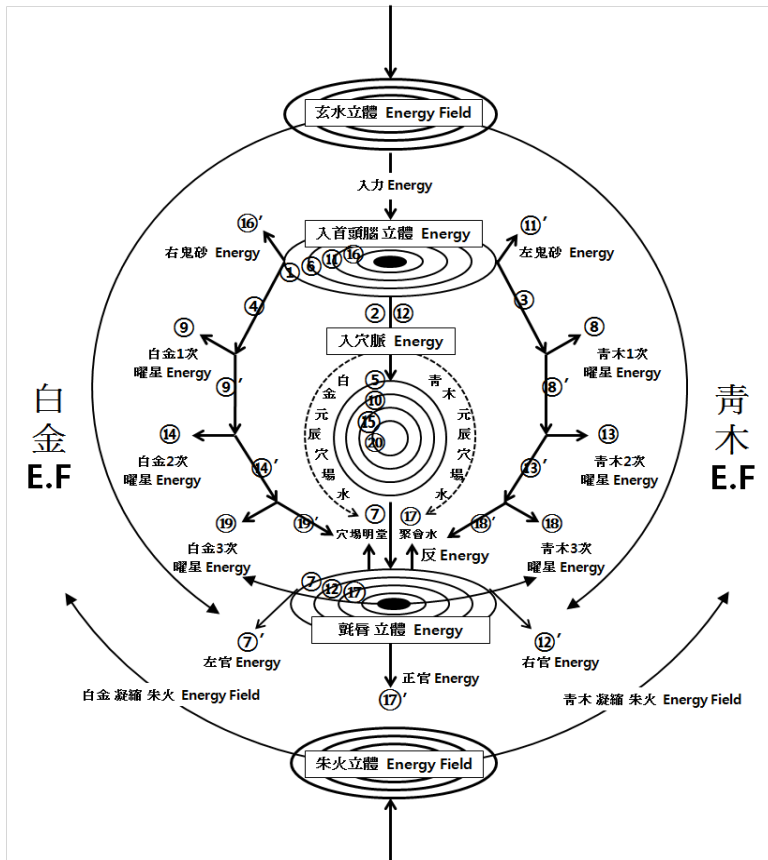 玄水立體 Energy Field
入力 Energy
入首頭腦 立體 Energy
⑯′
⑪′
右鬼砂 Energy
左鬼砂 Energy
① ⑥ ⑪ ⑯
④
③
② ⑫
⑨
⑧
入穴脈 Energy
白金1次
曜星 Energy
青木1次
曜星 Energy
⑨′
⑧′
白金元辰穴場水
青木元辰穴場水
⑤
⑩
⑮
⑳
白金
E.F
靑木
E.F
⑭
⑬
白金2次
曜星 Energy
青木2次
曜星 Energy
⑭′
⑬′
⑲
⑲′
⑦ ⑰
⑱′
⑱
穴場明堂
聚會水
白金3次
曜星 Energy
反 Energy
青木3次
曜星 Energy
⑦ ⑫ ⑰
氈脣 立體 Energy
⑦′
⑫′
左官 Energy
右官 Energy
正官 Energy
⑰′
白金 凝縮 朱火 Energy Field
青木 凝縮 朱火 Energy Field
朱火立體 Energy Field